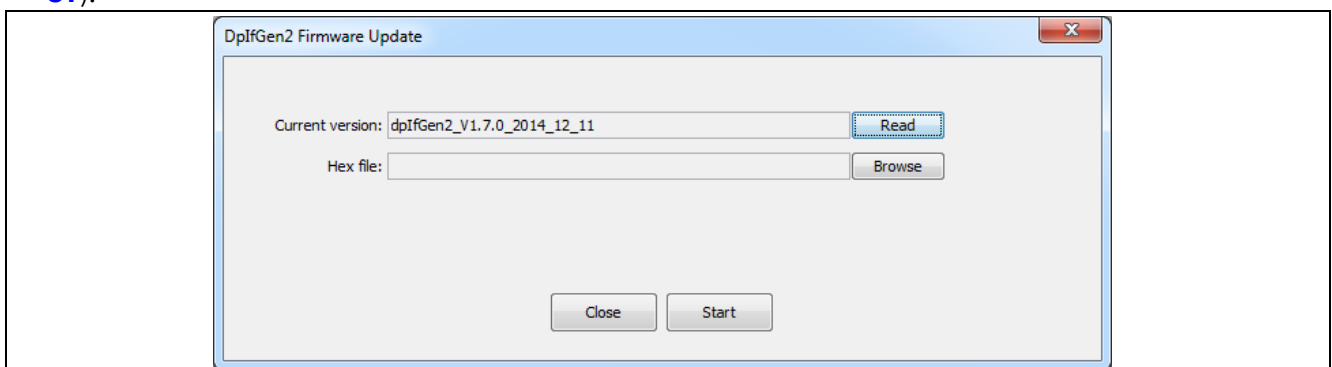 DpIfGen2 Firmware Update
Current version: dpIfGen2_V1.7.0_2014_12_11 Read
Hex file: Browse
Close Start